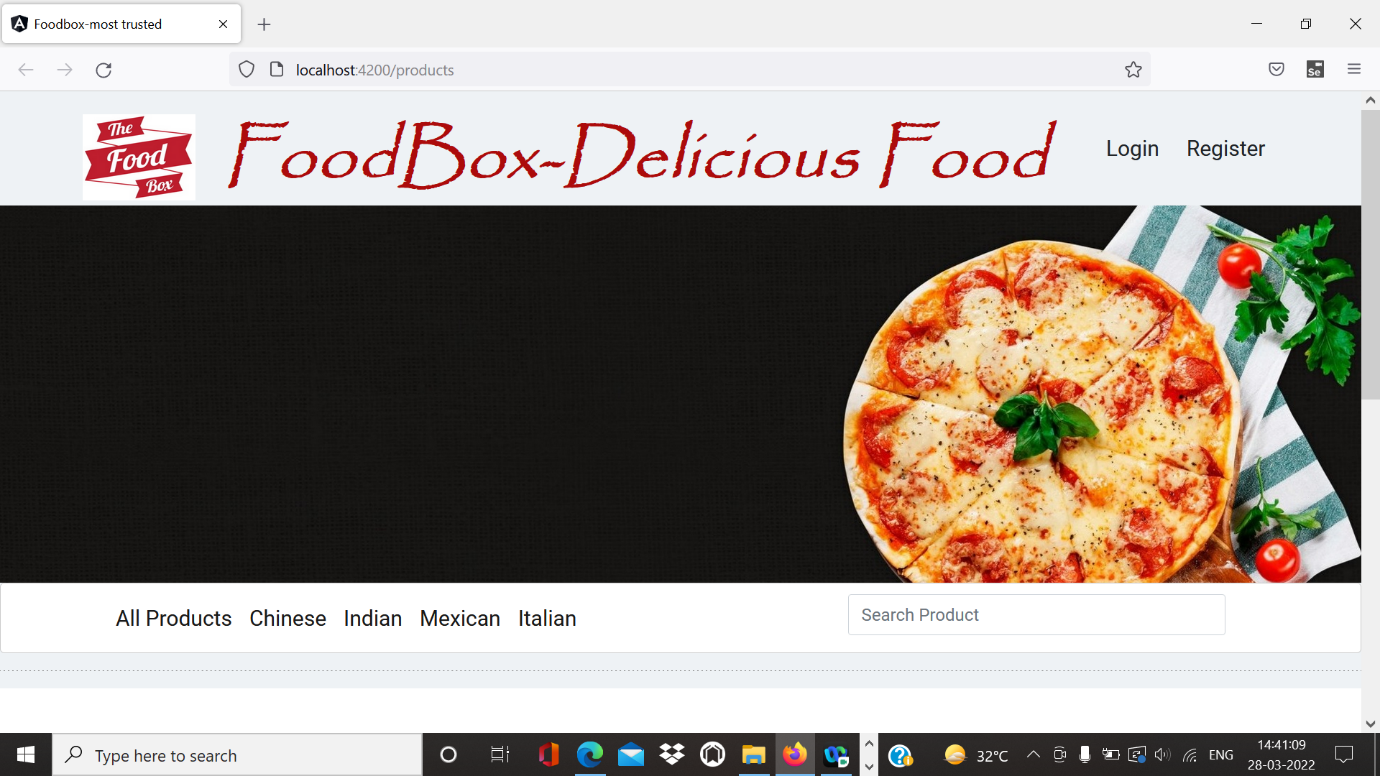 Foodbox-most trusted
localhost:4200/products
The
Food
Box
FoodBox-Delicious Food
Login Register
All Products Chinese Indian Mexican Italian
Search Product
Type here to search
32°C
ENG
14:41:09
28-03-2022
Se